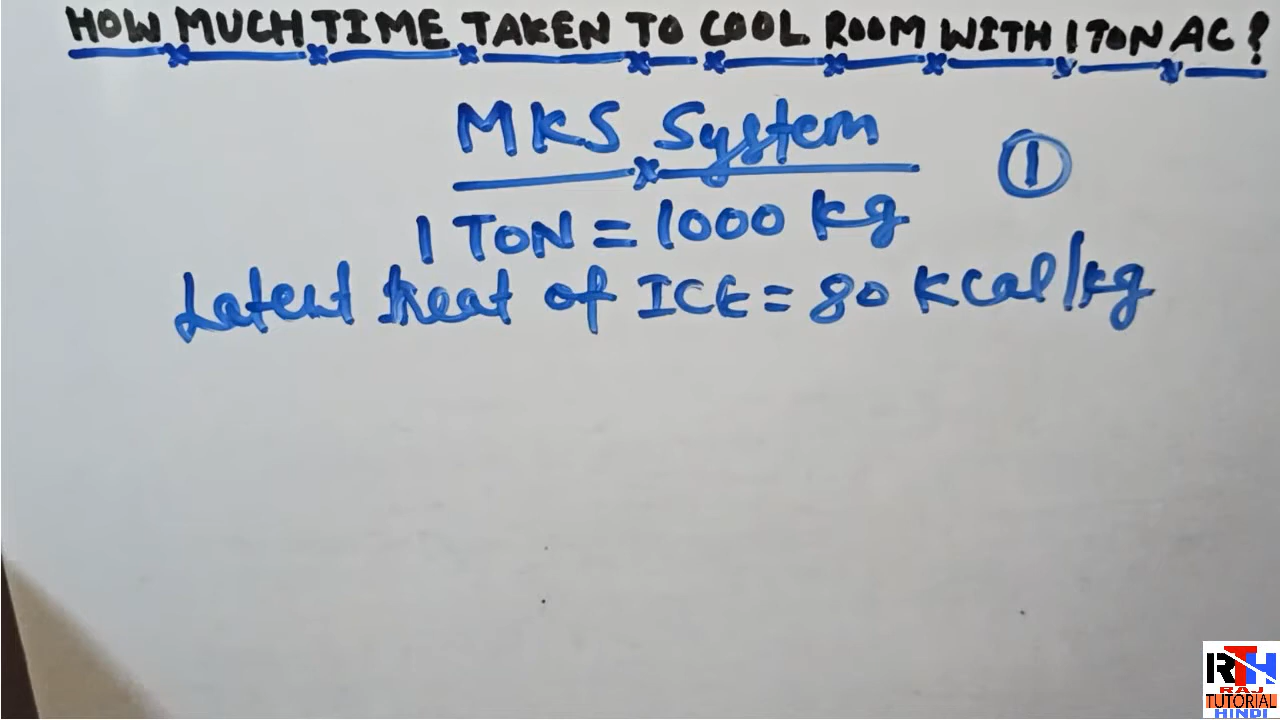 HOW MUCH TIME TAKEN TO COOL ROOM WITH 1 TON AC?
MKS System
1
1 TON = 1000 kg
Latent heat of ICE = 80 Kcal/kg
RTH
RAJ
TUTORIAL
HINDI